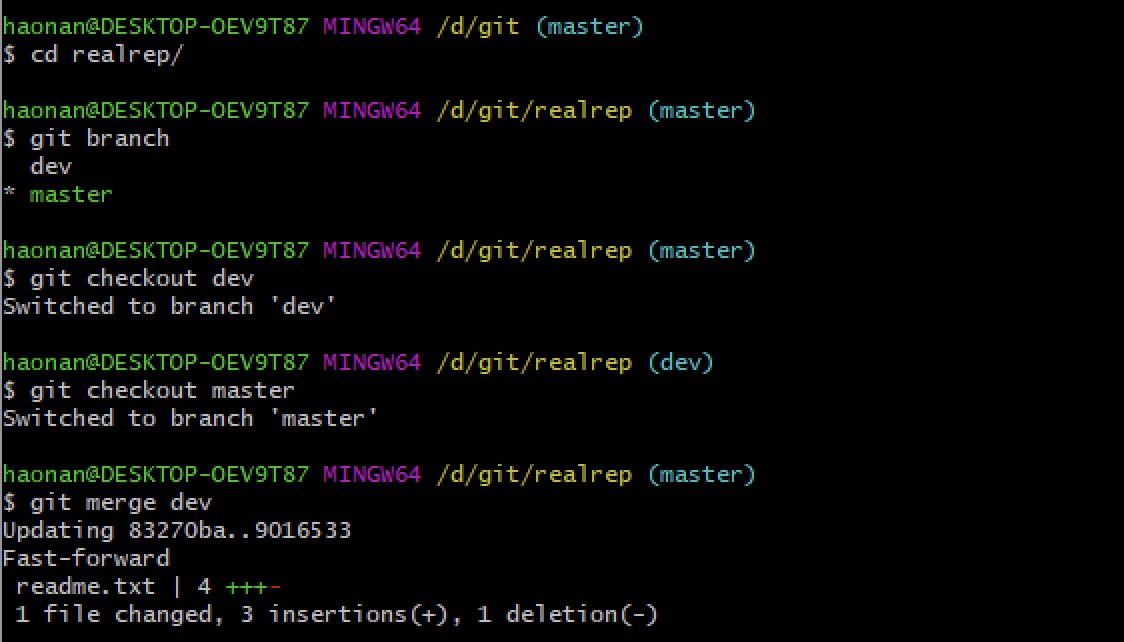 haonan@DESKTOP-OEV9T87 MINGW64 /d/git (master)
$ cd realrep/
haonan@DESKTOP-OEV9T87 MINGW64 /d/git/realrep (master)
$ git branch
  dev
* master
haonan@DESKTOP-OEV9T87 MINGW64 /d/git/realrep (master)
$ git checkout dev
Switched to branch 'dev'
haonan@DESKTOP-OEV9T87 MINGW64 /d/git/realrep (dev)
$ git checkout master
Switched to branch 'master'
haonan@DESKTOP-OEV9T87 MINGW64 /d/git/realrep (master)
$ git merge dev
Updating 83270ba..9016533
Fast-forward
 readme.txt | 4 +++-
 1 file changed, 3 insertions(+), 1 deletion(-)